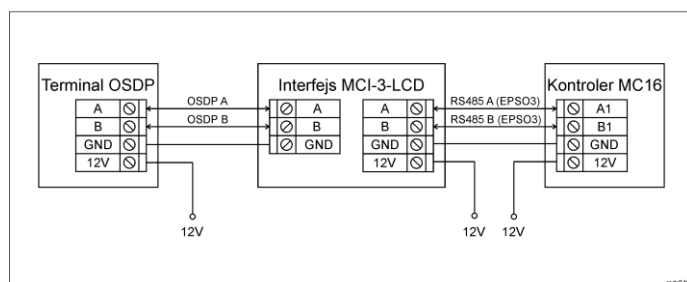 Terminal OSDP
A
B
GND
12V
12V
OSDP A
OSDP B
Interfejs MCI-3-LCD
A
B
GND
A
B
GND
12V
12V
RS485 A (EPSO3)
RS485 B (EPSO3)
Kontroler MC16
A1
B1
GND
12V
12V